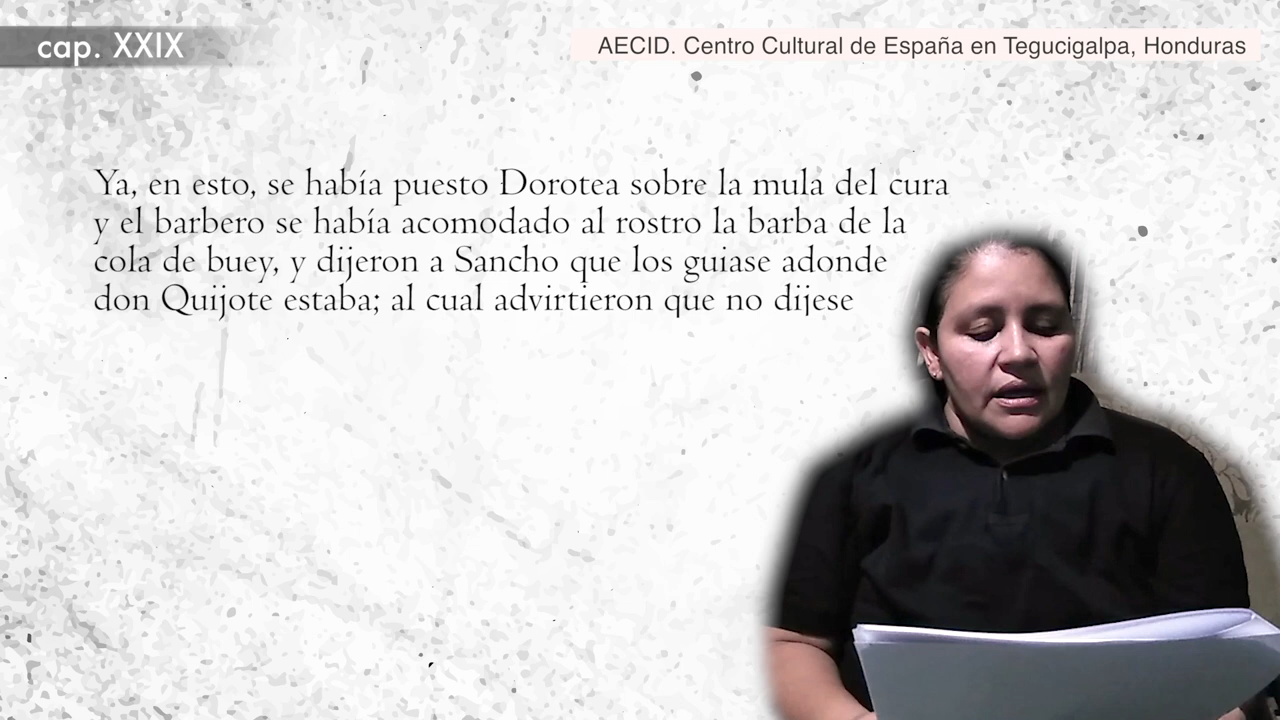 cap. XXIX
AECID. Centro Cultural de España en Tegucigalpa, Honduras
Ya, en esto, se había puesto Dorotea sobre la mula del cura
y el barbero se había acomodado al rostro la barba de la
cola de buey, y dijeron a Sancho que los guiase adonde
don Quijote estaba; al cual advirtieron que no dijese